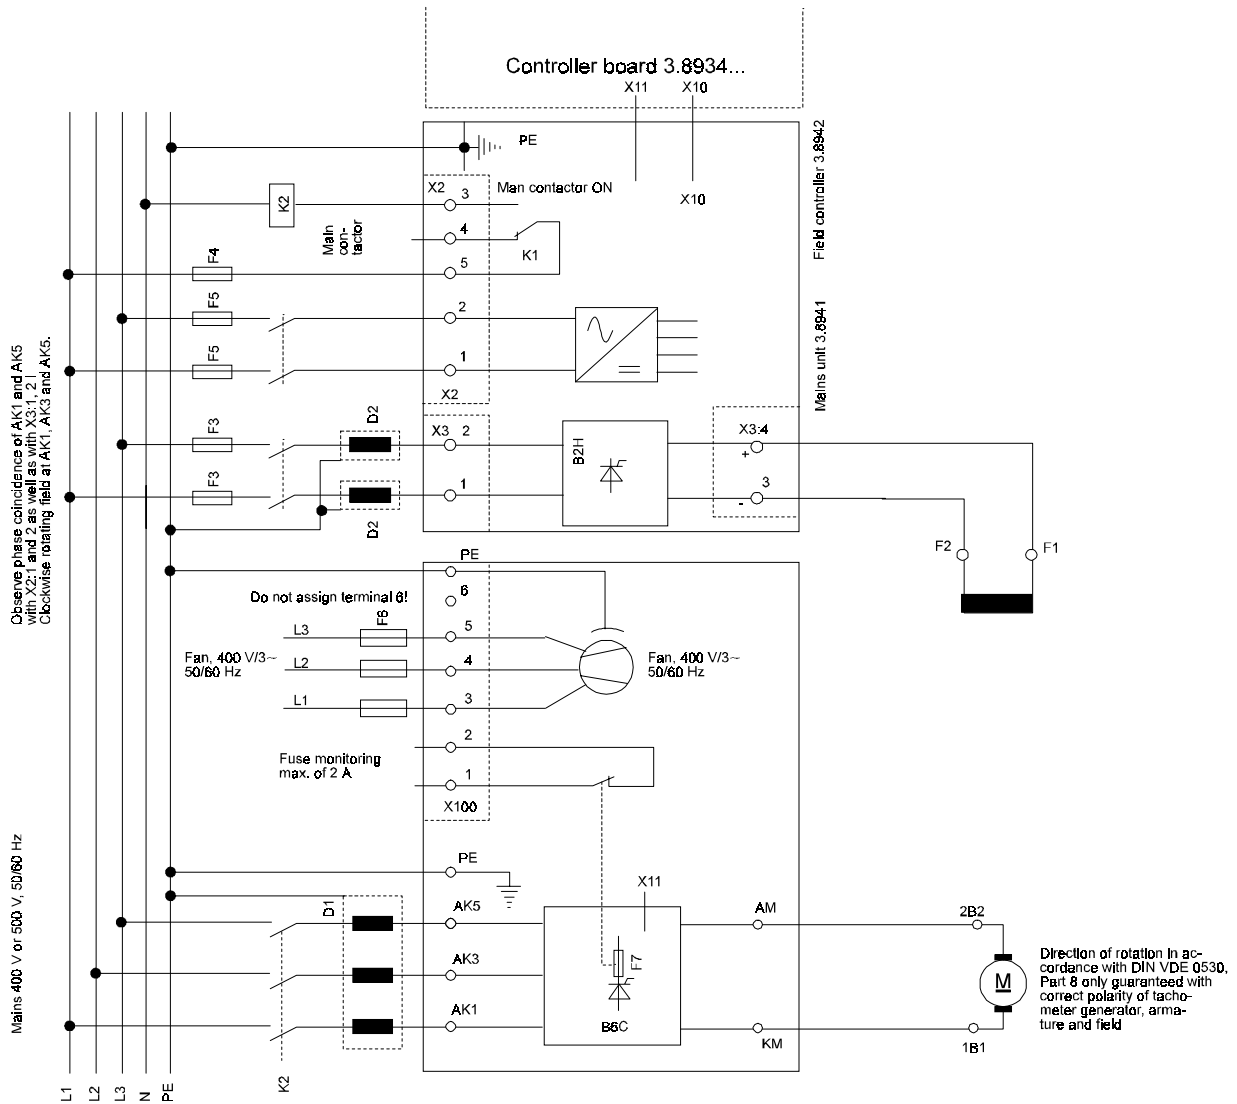 Controller board 3.8934...
X11
X10
PE
X10
Field controller 3.8942
X2
3
Man contactor ON
K2
Main
con-
tactor
4
K1
F4
5
F5
2
F5
1
X2
Mains unit 3.8941
Observe phase coincidence of AK1 and AK5
with X2:1 and 2 as well as with X3:1, 2 !
Clockwise rotating field at AK1, AK3 and AK5.
F3
D2
X3
2
B2H
X3:4
+
F3
1
3
-
D2
F2
F1
PE
Do not assign terminal 6!
6
F6
L3
5
Fan, 400 V/3~
50/60 Hz
L2
4
Fan, 400 V/3~
50/60 Hz
L1
3
2
Fuse monitoring
max. of 2 A
1
X100
Mains 400 V or 500 V, 50/60 Hz
PE
X11
D1
AK5
AM
2B2
AK3
F7
M
Direction of rotation in ac-
cordance with DIN VDE 0530,
Part 8 only guaranteed with
correct polarity of tacho-
meter generator, arma-
ture and field
AK1
B6C
KM
1B1
K2
L1
L2
L3
N
PE